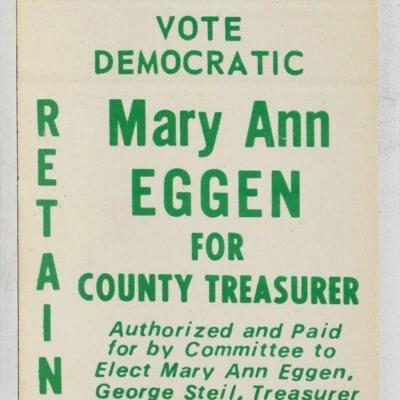 VOTE
DEMOCRATIC
RETAIN
Mary Ann
EGGEN
FOR
COUNTY TREASURER
Authorized and Paid
for by Committee to
Elect Mary Ann Eggen,
George Steil, Treasurer